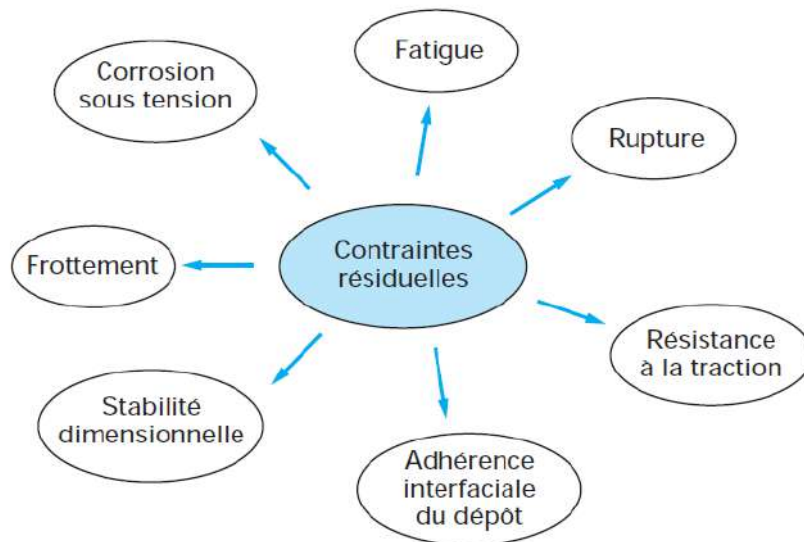 Fatigue
Corrosion
sous tension
Rupture
Contraintes
résiduelles
Frottement
Résistance
à la traction
Stabilité
dimensionnelle
Adhérence
interfaciale
du dépôt